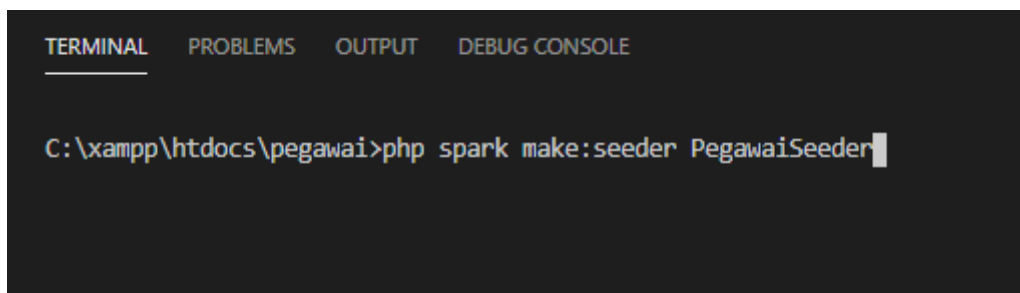 TERMINAL PROBLEMS OUTPUT DEBUG CONSOLE
C:\xampp\htdocs\pegawai>php spark make:seeder PegawaiSeeder